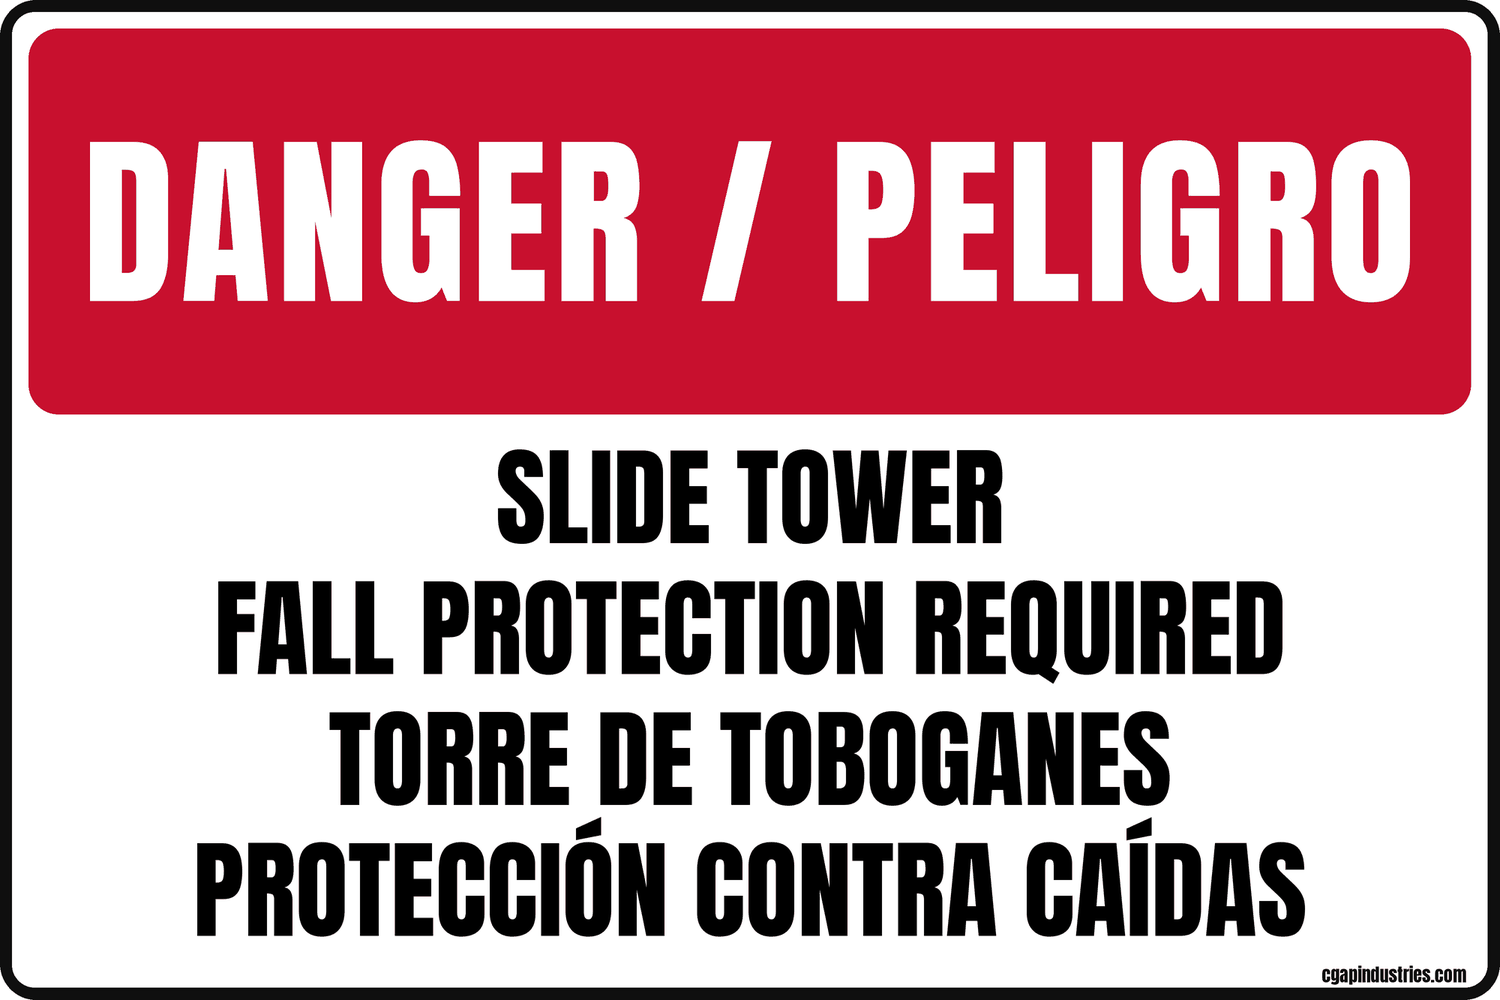 DANGER / PELIGRO
SLIDE TOWER
FALL PROTECTION REQUIRED
TORRE DE TOBOGANES
PROTECCIÓN CONTRA CAÍDAS
cgapindustries.com